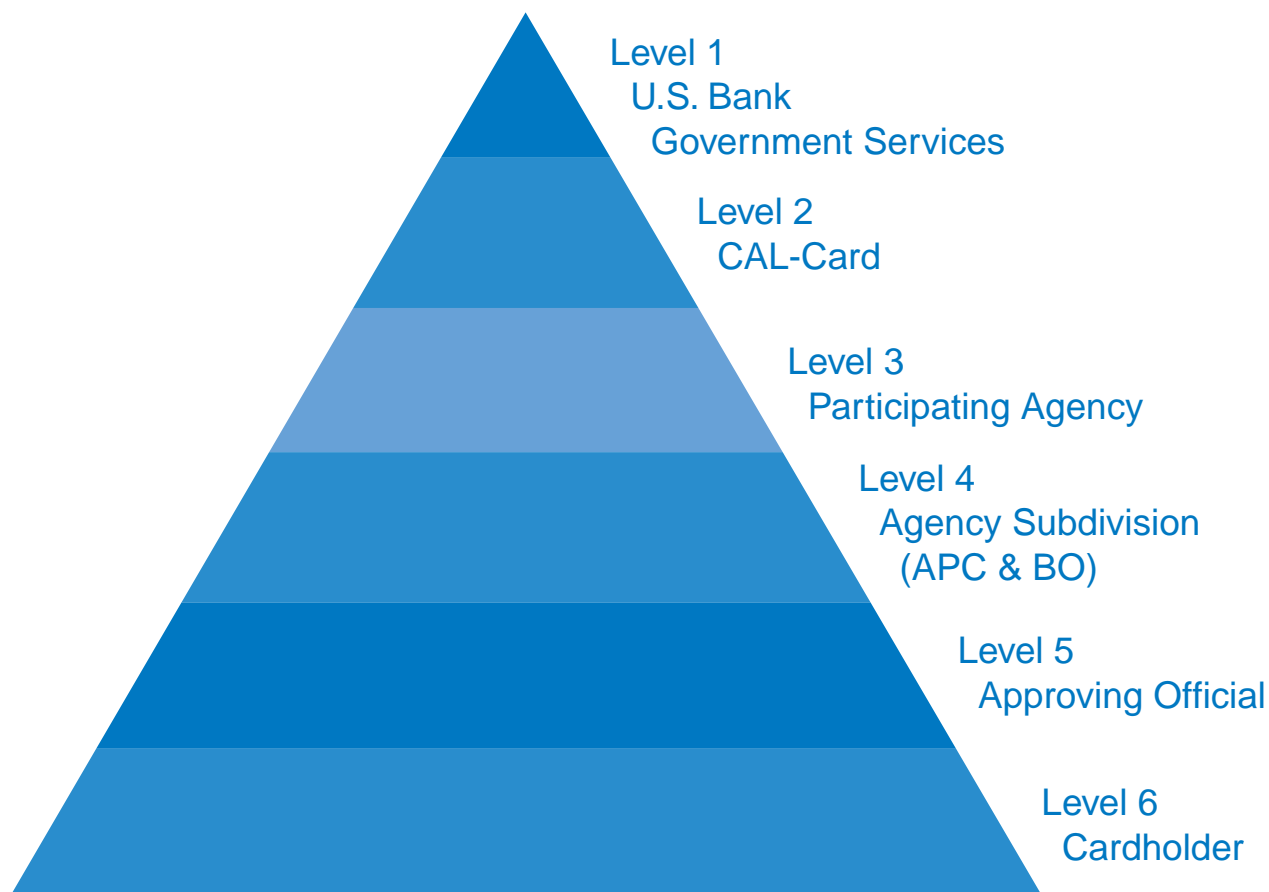 Level 1
U.S. Bank
Government Services
Level 2
CAL-Card
Level 3
Participating Agency
Level 4
Agency Subdivision
(APC & BO)
Level 5
Approving Official
Level 6
Cardholder